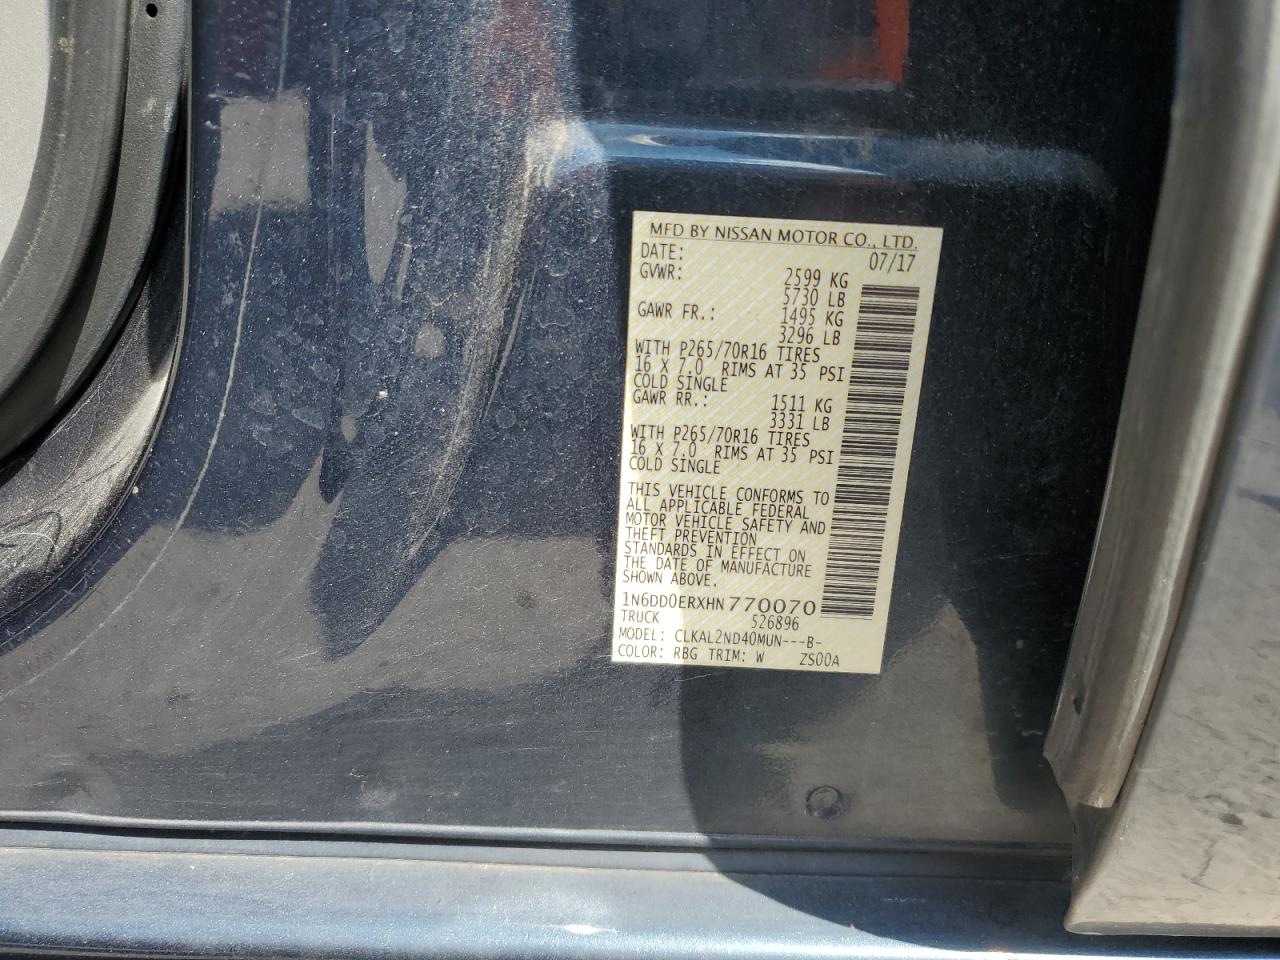 MFD BY NISSAN MOTOR CO., LTD.
DATE: 07/17
GVWR: 2599 KG
5730 LB
GAWR FR.: 1495 KG
3296 LB
WITH P265/70R16 TIRES
16 X 7.0 RIMS AT 35 PSI
COLD SINGLE
GAWR RR.: 1511 KG
3331 LB
WITH P265/70R16 TIRES
16 X 7.0 RIMS AT 35 PSI
COLD SINGLE
THIS VEHICLE CONFORMS TO
ALL APPLICABLE FEDERAL
MOTOR VEHICLE SAFETY AND
THEFT PREVENTION
STANDARDS IN EFFECT ON
THE DATE OF MANUFACTURE
SHOWN ABOVE.
1N6DD0ERXHN770070
TRUCK 526896
MODEL: CLKAL2ND40MUN---B-
COLOR: RBG TRIM: W ZS00A